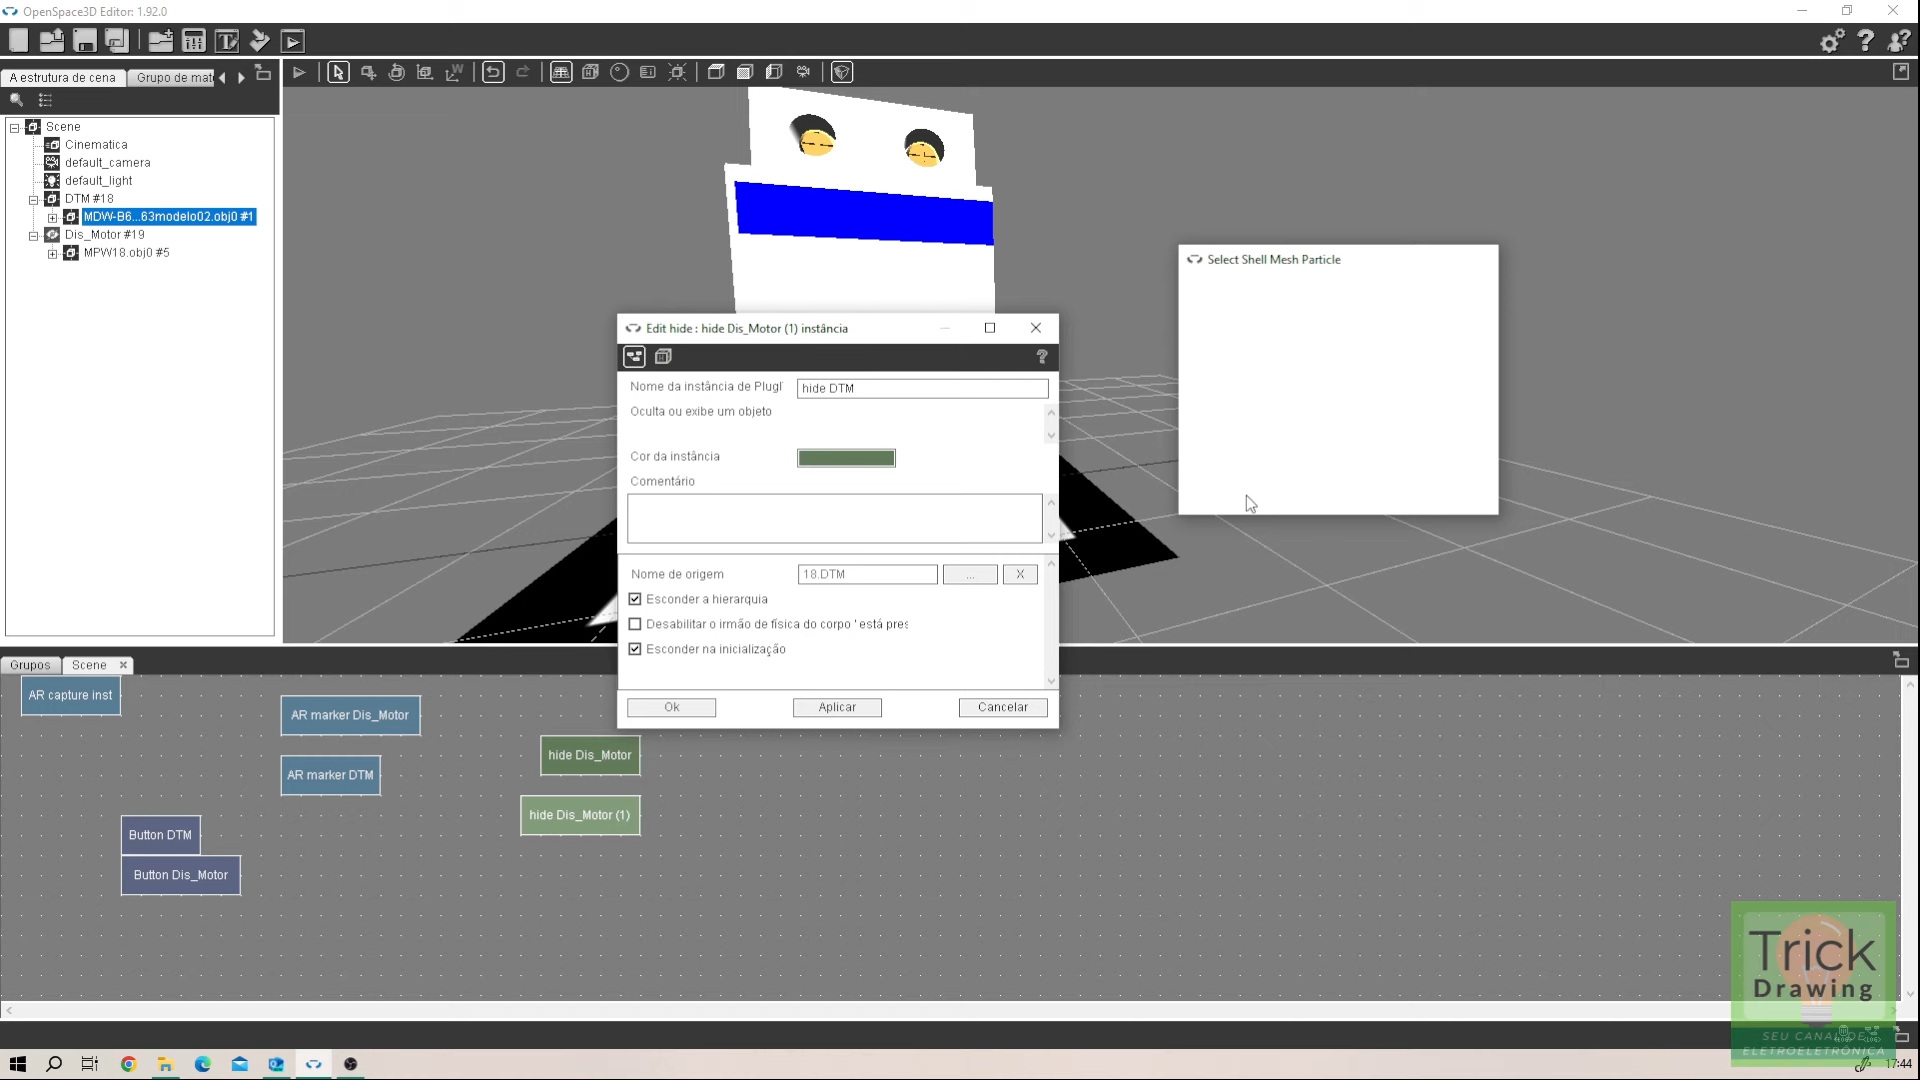 OpenSpace3D Editor: 1.92.0
A estrutura de cena
Grupo de mat
Scene
Cinematica
default_camera
default_light
DTM #18
MDW-B6...63modelo02.obj0 #1
Dis_Motor #19
MPW18.obj0 #5
Select Shell Mesh Particle
Edit hide : hide Dis_Motor (1) instância
Nome da instância de PlugI
hide DTM
Oculta ou exibe um objeto
Cor da instância
Comentário
Nome de origem
18.DTM
...
X
Esconder a hierarquia
Desabilitar o irmão de física do corpo ' está pres
Esconder na inicialização
Ok
Aplicar
Cancelar
Grupos
Scene
AR capture inst
AR marker Dis_Motor
AR marker DTM
hide Dis_Motor
hide Dis_Motor (1)
Button DTM
Button Dis_Motor
Trick
Drawing
SEU CANAL DE
ELETROELETRÔNICA
17:44